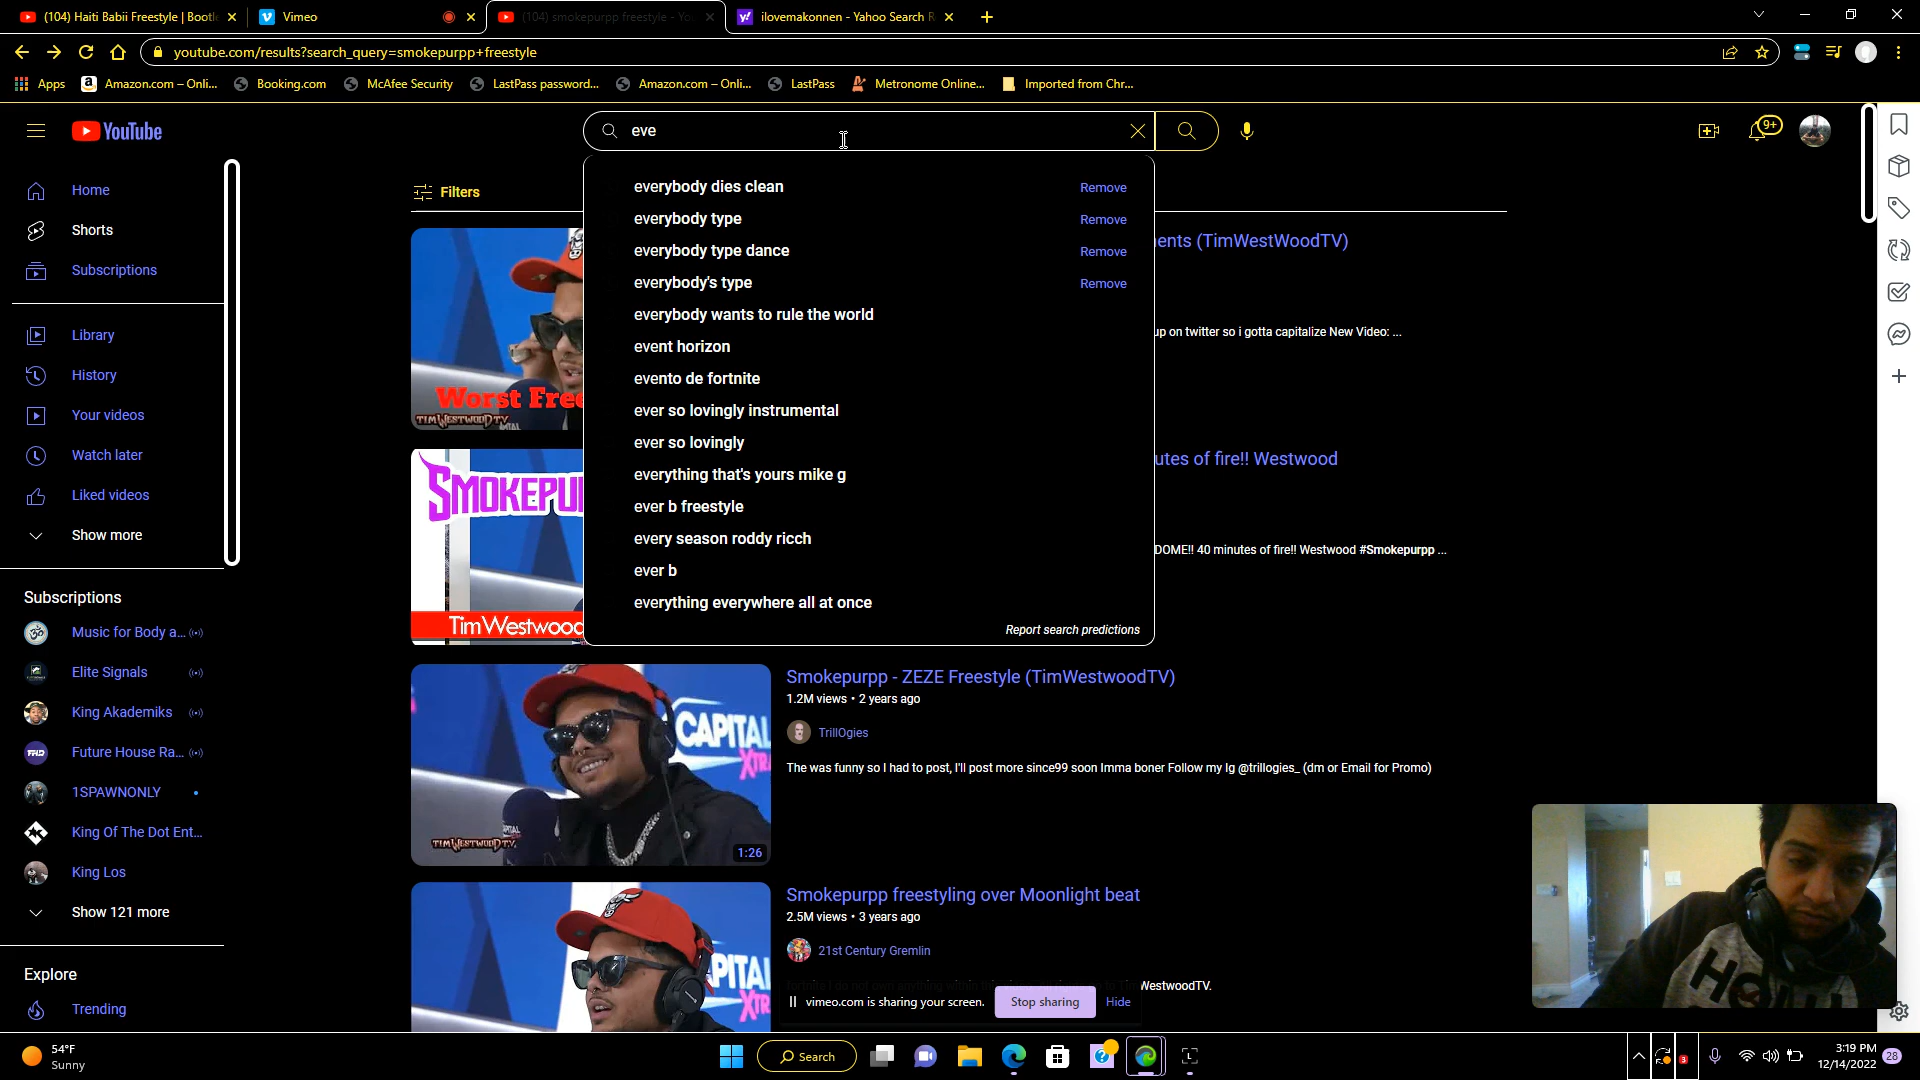 (104) Haiti Babii Freestyle | Bootl
Vimeo
(104) smokepurpp freestyle - Yo
ilovemakonnen - Yahoo Search R
youtube.com/results?search_query=smokepurpp+freestyle
Apps
Amazon.com – Onli...
Booking.com
McAfee Security
LastPass password...
Amazon.com – Onli...
LastPass
Metronome Online...
Imported from Chr...
YouTube
eve
9+
Home
Shorts
Subscriptions
Library
History
Your videos
Watch later
Liked videos
Show more
Subscriptions
Music for Body a...
Elite Signals
King Akademiks
Future House Ra...
1SPAWNONLY
King Of The Dot Ent...
King Los
Show 121 more
Explore
Trending
Filters
everybody dies clean Remove
everybody type Remove
everybody type dance Remove
everybody's type Remove
everybody wants to rule the world
event horizon
evento de fortnite
ever so lovingly instrumental
ever so lovingly
everything that's yours mike g
ever b freestyle
every season roddy ricch
ever b
everything everywhere all at once
Report search predictions
ents (TimWestWoodTV)
up on twitter so i gotta capitalize New Video: ...
Worst Free
TIMWESTWOODTV
utes of fire!! Westwood
DOME!! 40 minutes of fire!! Westwood #Smokepurpp ...
SMOKEPU
TimWestwood
Smokepurpp - ZEZE Freestyle (TimWestwoodTV)
1.2M views • 2 years ago
TrillOgies
The was funny so I had to post, I'll post more since99 soon Imma boner Follow my Ig @trillogies_ (dm or Email for Promo)
CAPITAL
XTRA
TIMWESTWOODTV
1:26
Smokepurpp freestyling over Moonlight beat
2.5M views • 3 years ago
21st Century Gremlin
WestwoodTV.
vimeo.com is sharing your screen.
Stop sharing
Hide
54°F
Sunny
Search
3
3:19 PM
12/14/2022
28